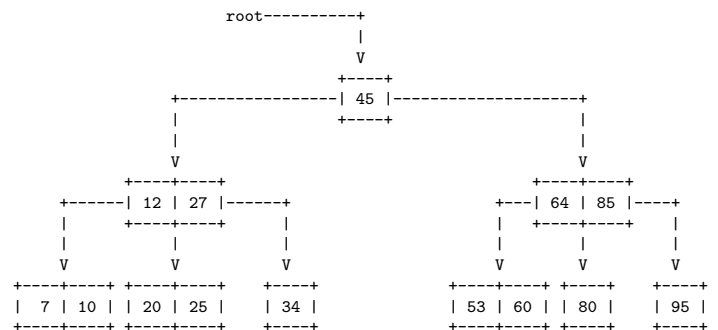 root----------+
|
V
+----+
+-----------------| 45 |--------------------+
| +----+ |
| |
V V
+----+----+ +----+----+
+------| 12 | 27 |------+ +---| 64 | 85 |----+
| +----+----+ | | +----+----+ |
| | | | | |
V V V V V V
+----+----+ +----+----+ +----+ +----+----+ +----+ +----+
| 7 | 10 | | 20 | 25 | | 34 | | 53 | 60 | | 80 | | 95 |
+----+----+ +----+----+ +----+ +----+----+ +----+ +----+